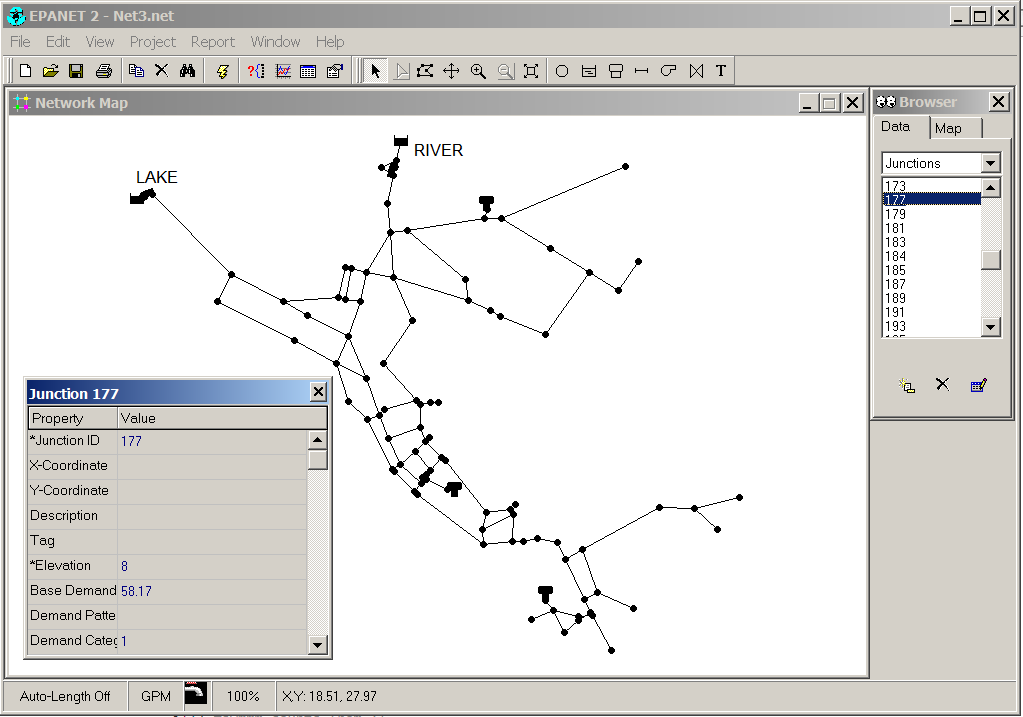 EPANET 2 - Net3.net
File Edit View Project Report Window Help
T
Network Map
Browser
Data Map
Junctions
173
177
179
181
183
184
185
187
189
191
193
RIVER
LAKE
Junction 177
Property Value
*Junction ID 177
X-Coordinate
Y-Coordinate
Description
Tag
*Elevation 8
Base Demand 58.17
Demand Patte
Demand Categ 1
Auto-Length Off GPM 100% X,Y: 18.51, 27.97